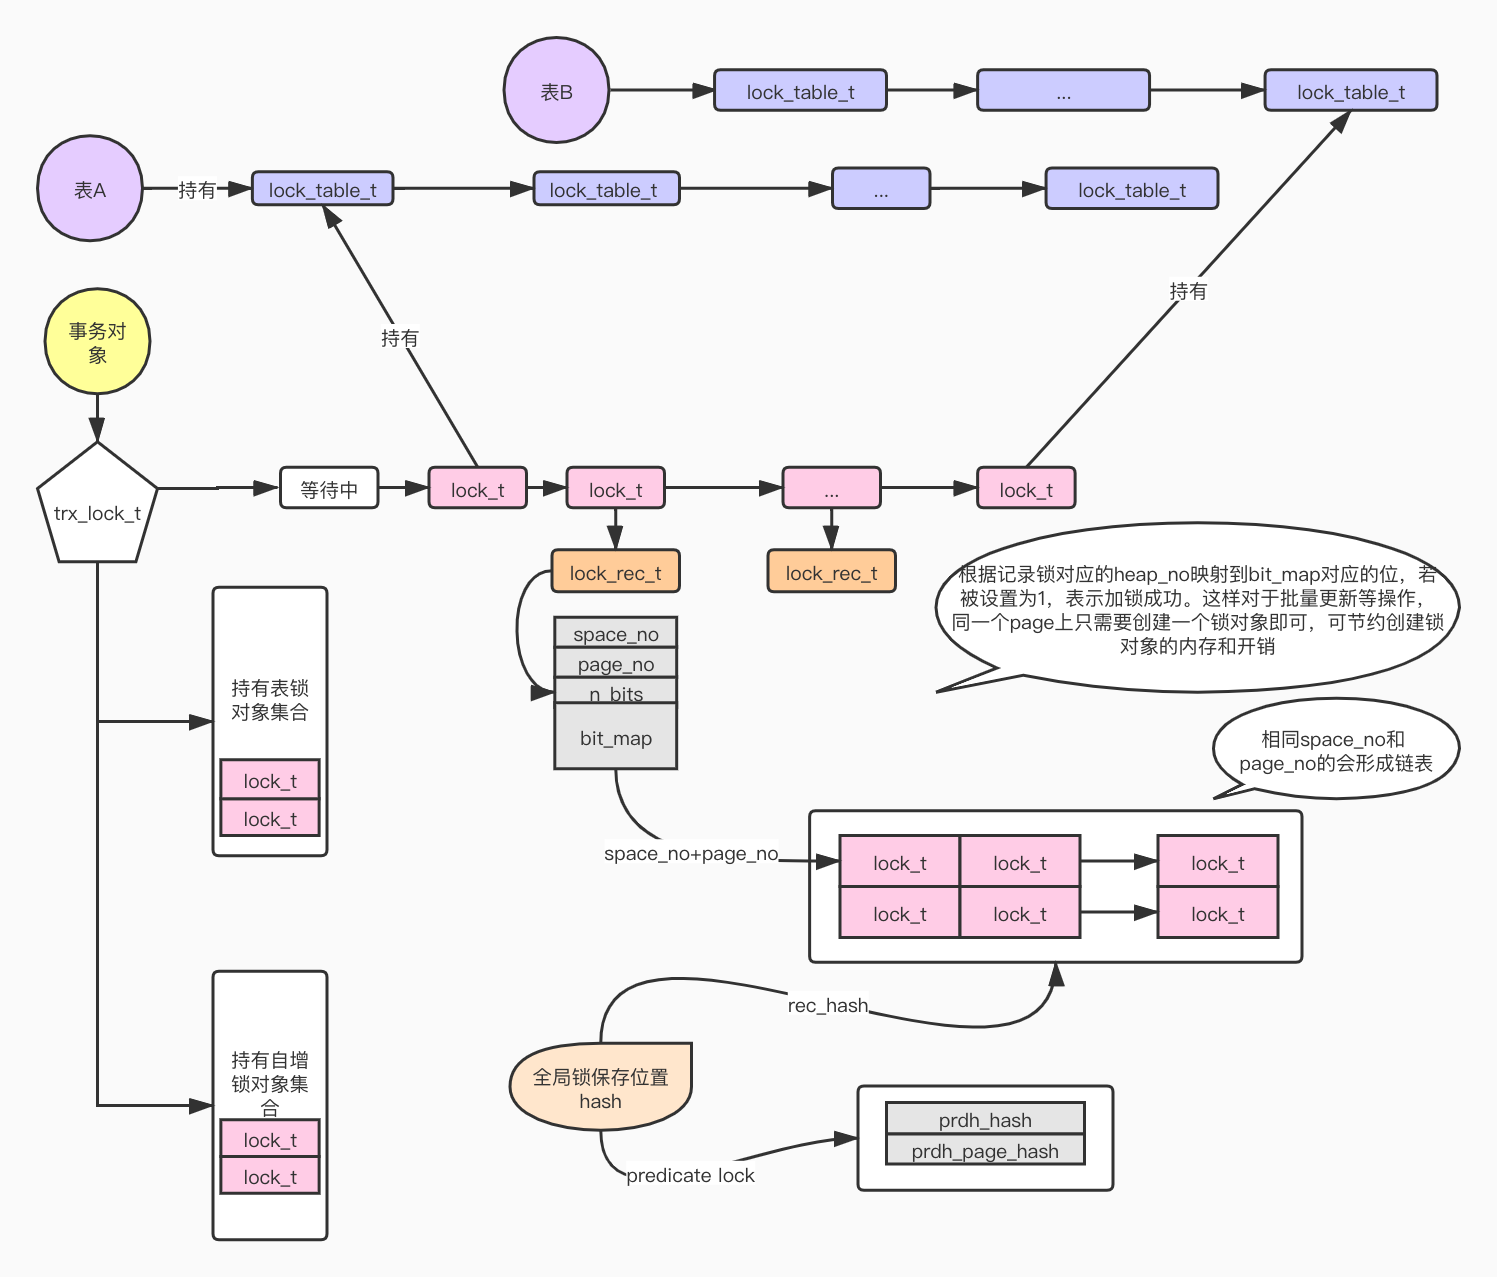 表B
lock_table_t
...
lock_table_t
表A
持有
lock_table_t
lock_table_t
...
lock_table_t
持有
持有
事务对
象
trx_lock_t
等待中
lock_t
lock_t
...
lock_t
lock_rec_t
lock_rec_t
根据记录锁对应的heap_no映射到bit_map对应的位，若
被设置为1，表示加锁成功。这样对于批量更新等操作，
同一个page上只需要创建一个锁对象即可，可节约创建锁
对象的内存和开销
space_no
page_no
n_bits
bit_map
持有表锁
对象集合
lock_t
lock_t
相同space_no和
page_no的会形成链表
space_no+page_no
lock_t
lock_t
lock_t
lock_t
lock_t
lock_t
rec_hash
持有自增
锁对象集
合
lock_t
lock_t
全局锁保存位置
hash
predicate lock
prdh_hash
prdh_page_hash